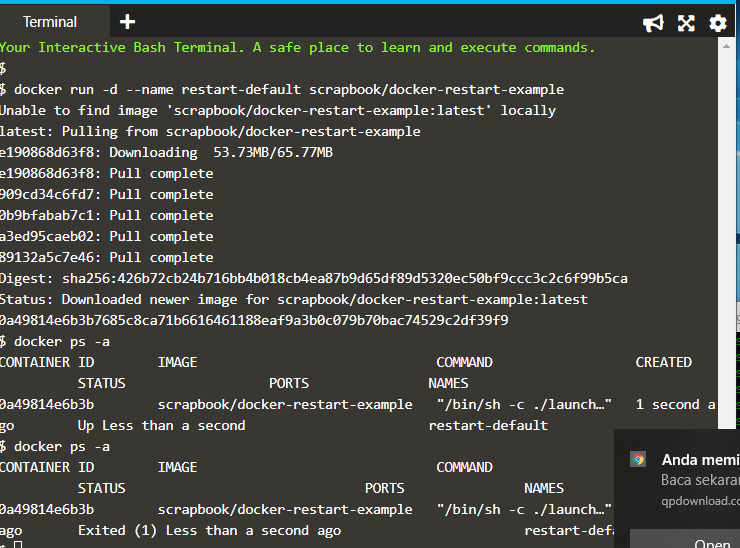 Terminal
Your Interactive Bash Terminal. A safe place to learn and execute commands.
$
$ docker run -d --name restart-default scrapbook/docker-restart-example
Unable to find image 'scrapbook/docker-restart-example:latest' locally
latest: Pulling from scrapbook/docker-restart-example
e190868d63f8: Downloading  53.73MB/65.77MB
e190868d63f8: Pull complete
909cd34c6fd7: Pull complete
0b9bfabab7c1: Pull complete
a3ed95caeb02: Pull complete
89132a5c7e46: Pull complete
Digest: sha256:426b72cb24b716bb4b018cb4ea87b9d65df89d5320ec50bf9ccc3c2c6f99b5ca
Status: Downloaded newer image for scrapbook/docker-restart-example:latest
0a49814e6b3b7685c8ca71b6616461188eaf9a3b0c079b70bac74529c2df39f9
$ docker ps -a
CONTAINER ID        IMAGE                              COMMAND                  CREATED
          STATUS                  PORTS               NAMES
0a49814e6b3b        scrapbook/docker-restart-example   "/bin/sh -c ./launch…"   1 second a
go        Up Less than a second                       restart-default
$ docker ps -a
CONTAINER ID        IMAGE                              COMMAND
          STATUS                              PORTS               NAMES
0a49814e6b3b        scrapbook/docker-restart-example   "/bin/sh -c ./launch…"
ago       Exited (1) Less than a second ago                       restart-defa
$
Anda memi
Baca sekaran
qpdownload.co
Open